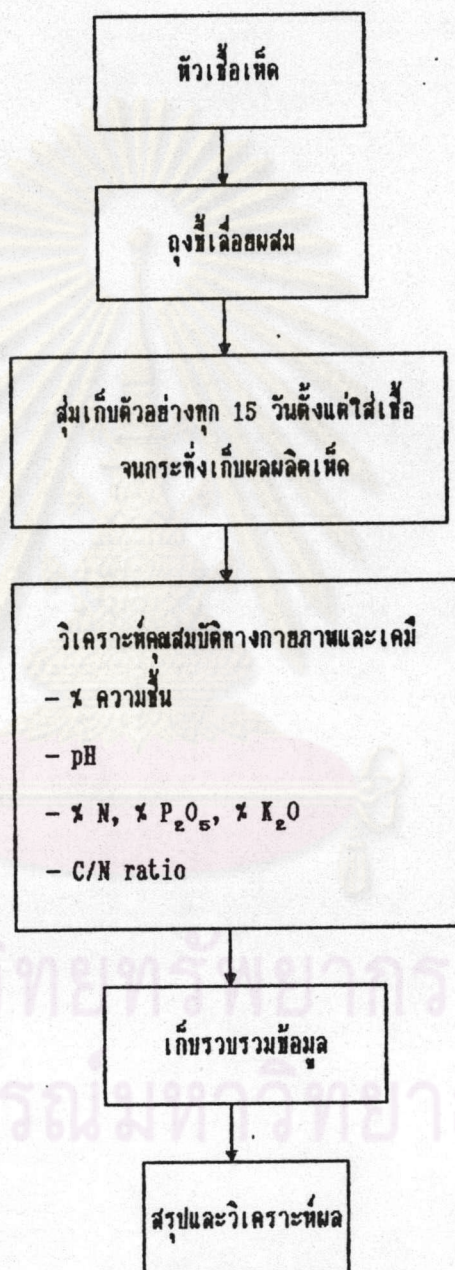 หัวเชื้อเห็ด
ถุงขี้เลื่อยผสม
สุ่มเก็บตัวอย่างทุก 15 วันตั้งแต่ใส่เชื้อ
จนกระทั่งเก็บผลผลิตเห็ด
วิเคราะห์คุณสมบัติทางกายภาพและเคมี
- % ความชื้น
- pH
- % N, % P₂O₅, % K₂O
- C/N ratio
เก็บรวบรวมข้อมูล
สรุปและวิเคราะห์ผล